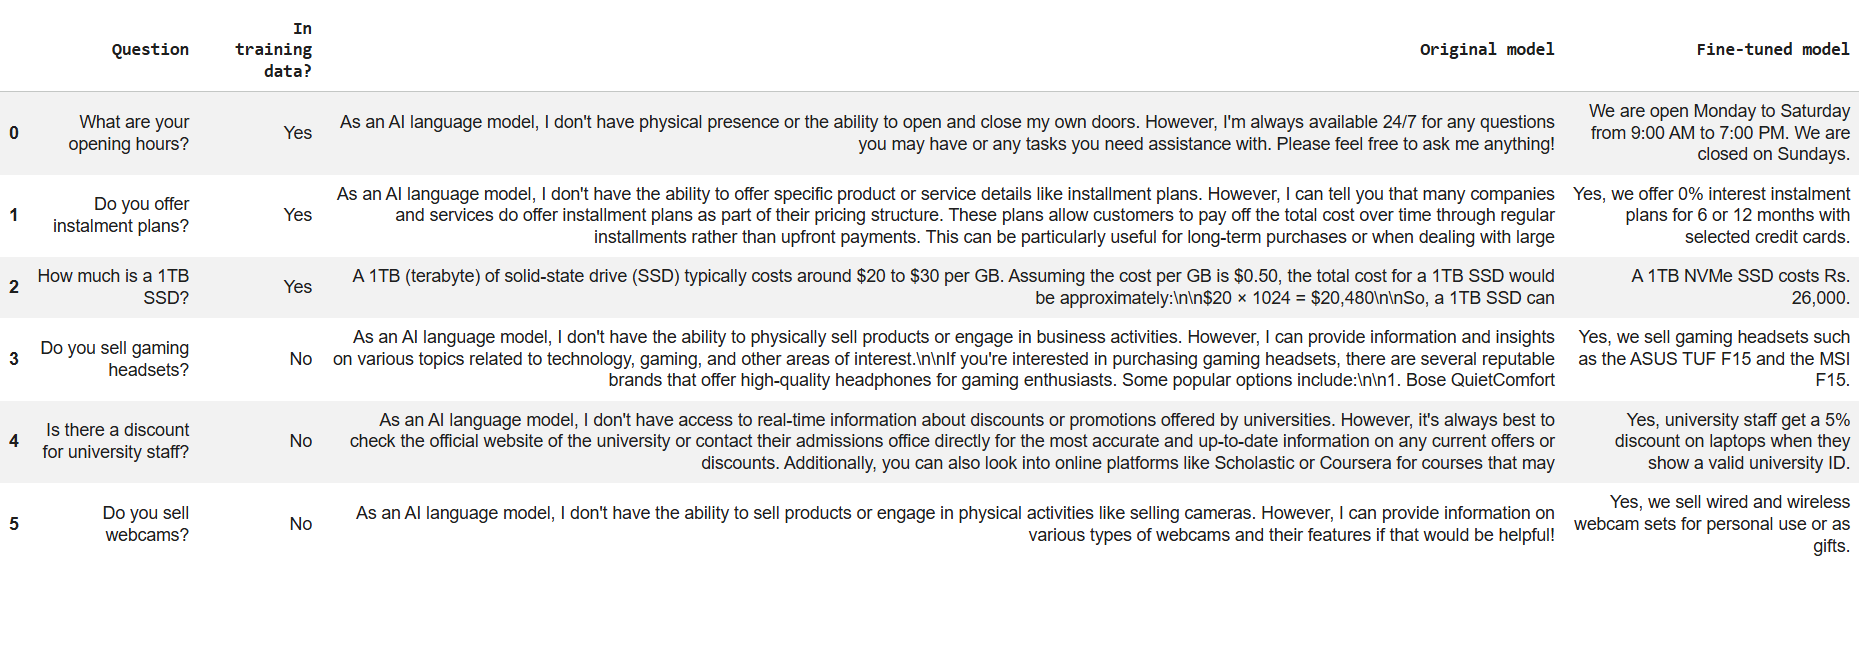 Question In training data? Original model Fine-tuned model
0 What are your opening hours? Yes As an AI language model, I don't have physical presence or the ability to open and close my own doors. However, I'm always available 24/7 for any questions you may have or any tasks you need assistance with. Please feel free to ask me anything! We are open Monday to Saturday from 9:00 AM to 7:00 PM. We are closed on Sundays.
1 Do you offer instalment plans? Yes As an AI language model, I don't have the ability to offer specific product or service details like installment plans. However, I can tell you that many companies and services do offer installment plans as part of their pricing structure. These plans allow customers to pay off the total cost over time through regular installments rather than upfront payments. This can be particularly useful for long-term purchases or when dealing with large Yes, we offer 0% interest instalment plans for 6 or 12 months with selected credit cards.
2 How much is a 1TB SSD? Yes A 1TB (terabyte) of solid-state drive (SSD) typically costs around $20 to $30 per GB. Assuming the cost per GB is $0.50, the total cost for a 1TB SSD would be approximately:\n\n$20 × 1024 = $20,480\n\nSo, a 1TB SSD can A 1TB NVMe SSD costs Rs. 26,000.
3 Do you sell gaming headsets? No As an AI language model, I don't have the ability to physically sell products or engage in business activities. However, I can provide information and insights on various topics related to technology, gaming, and other areas of interest.\n\nIf you're interested in purchasing gaming headsets, there are several reputable brands that offer high-quality headphones for gaming enthusiasts. Some popular options include:\n\n1. Bose QuietComfort Yes, we sell gaming headsets such as the ASUS TUF F15 and the MSI F15.
4 Is there a discount for university staff? No As an AI language model, I don't have access to real-time information about discounts or promotions offered by universities. However, it's always best to check the official website of the university or contact their admissions office directly for the most accurate and up-to-date information on any current offers or discounts. Additionally, you can also look into online platforms like Scholastic or Coursera for courses that may Yes, university staff get a 5% discount on laptops when they show a valid university ID.
5 Do you sell webcams? No As an AI language model, I don't have the ability to sell products or engage in physical activities like selling cameras. However, I can provide information on various types of webcams and their features if that would be helpful! Yes, we sell wired and wireless webcam sets for personal use or as gifts.